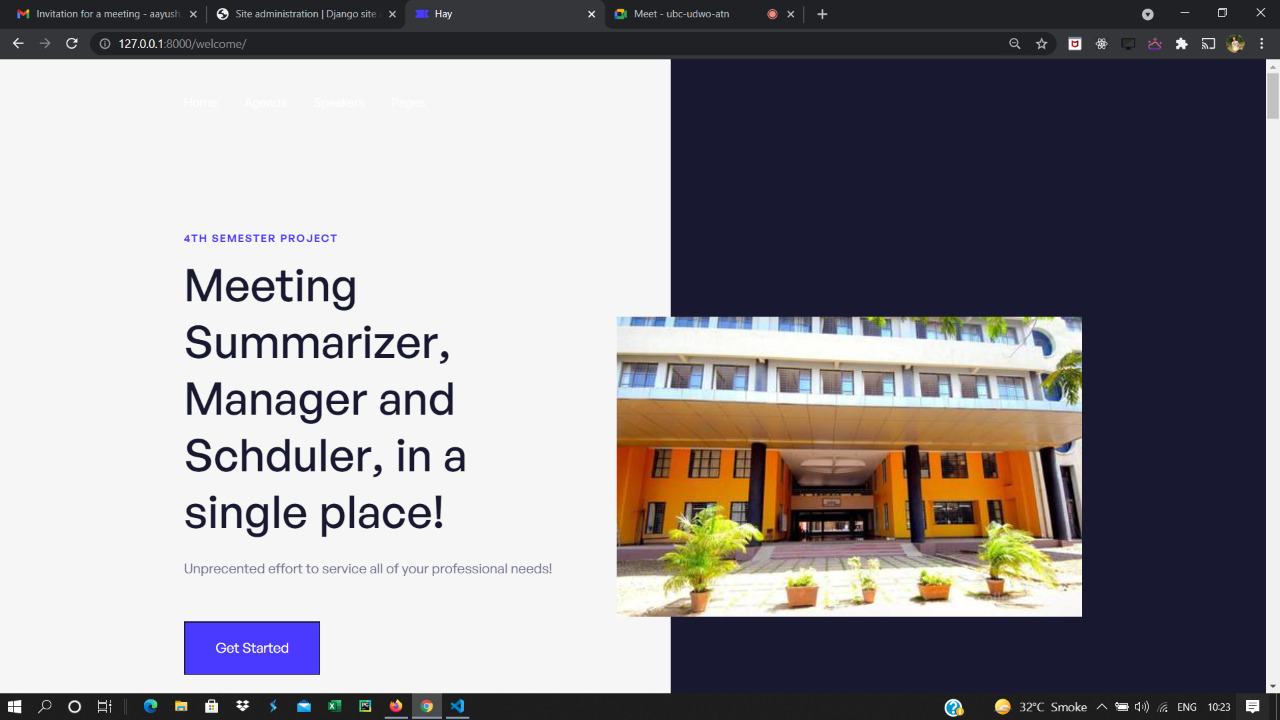 Invitation for a meeting - aayush
Site administration | Django site
Hay
Meet - ubc-udwo-atn
127.0.0.1:8000/welcome/
Home Agenda Speakers Pages
4TH SEMESTER PROJECT
Meeting
Summarizer,
Manager and
Schduler, in a
single place!
Unprecented effort to service all of your professional needs!
Get Started
32°C Smoke
ENG
10:23